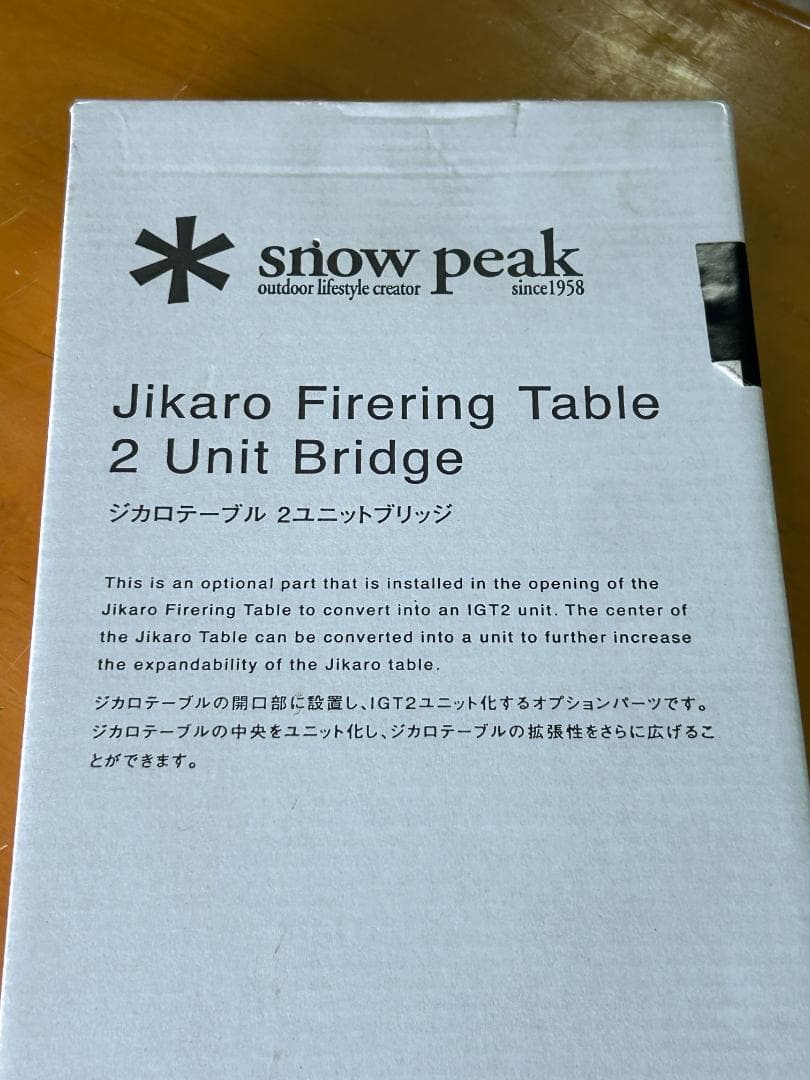 snow peak
outdoor lifestyle creator since1958
Jikaro Firering Table
2 Unit Bridge
ジカロテーブル 2ユニットブリッジ
This is an optional part that is installed in the opening of the
Jikaro Firering Table to convert into an IGT2 unit. The center of
the Jikaro Table can be converted into a unit to further increase
the expandability of the Jikaro table.
ジカロテーブルの開口部に設置し、IGT2ユニット化するオプションパーツです。
ジカロテーブルの中央をユニット化し、ジカロテーブルの拡張性をさらに広げるこ
とができます。